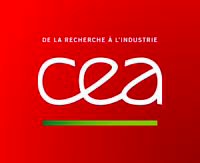 DE LA RECHERCHE À L'INDUSTRIE
cea